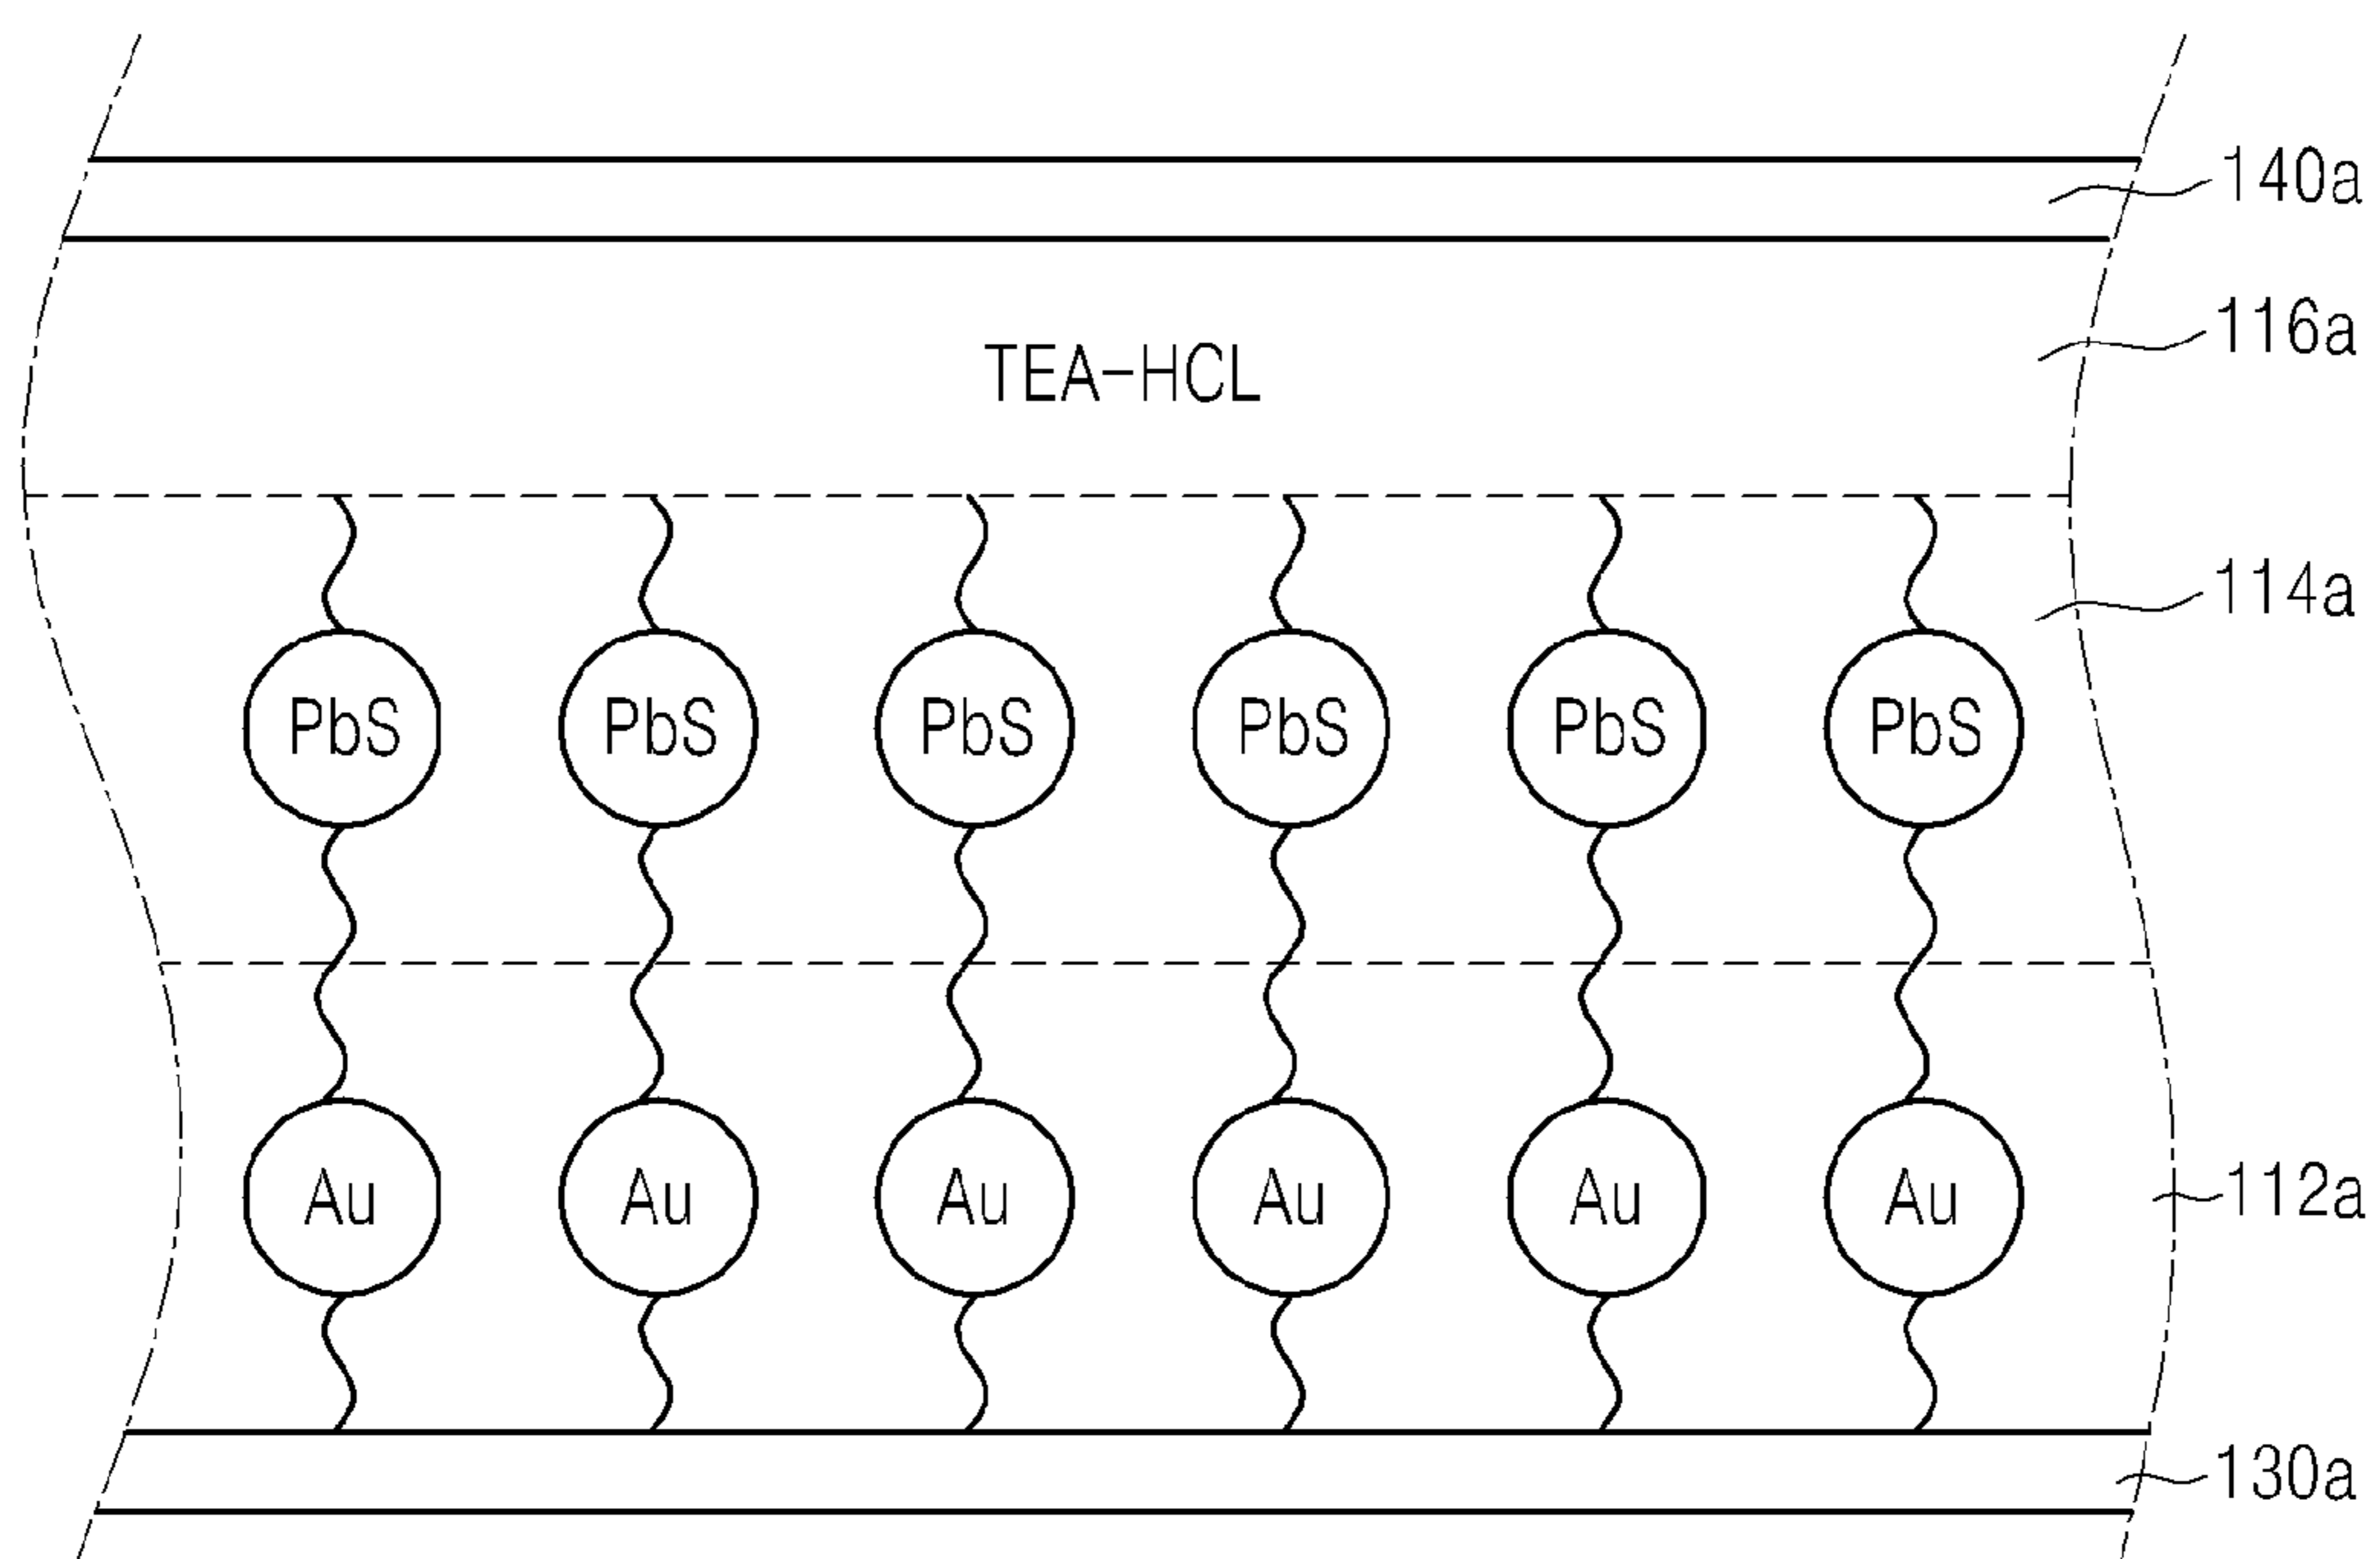 140a
116a
TEA-HCL
114a
PbS PbS PbS PbS PbS PbS
Au Au Au Au Au Au
112a
130a